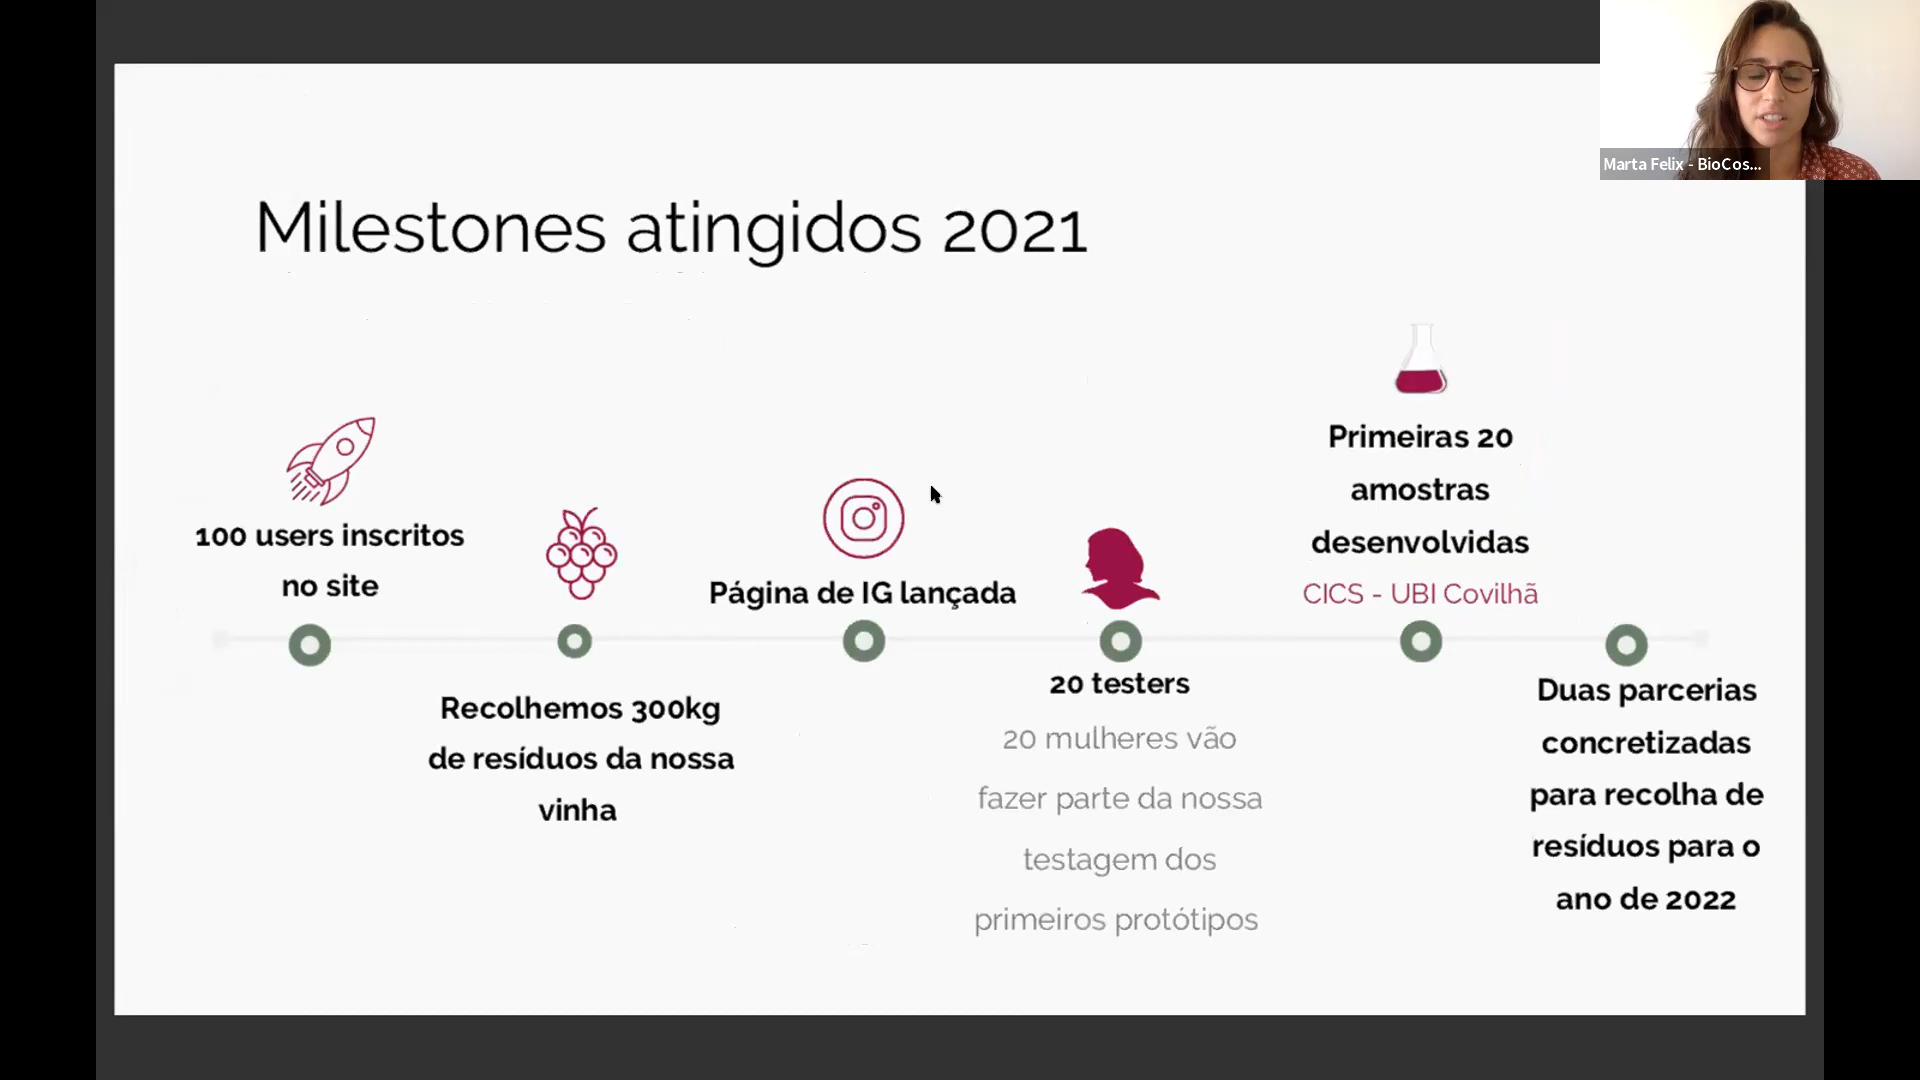 Marta Felix - BioCos...
Milestones atingidos 2021
100 users inscritos
no site
Recolhemos 300kg
de resíduos da nossa
vinha
Página de IG lançada
20 testers
20 mulheres vão
fazer parte da nossa
testagem dos
primeiros protótipos
Primeiras 20
amostras
desenvolvidas
CICS - UBI Covilhã
Duas parcerias
concretizadas
para recolha de
resíduos para o
ano de 2022